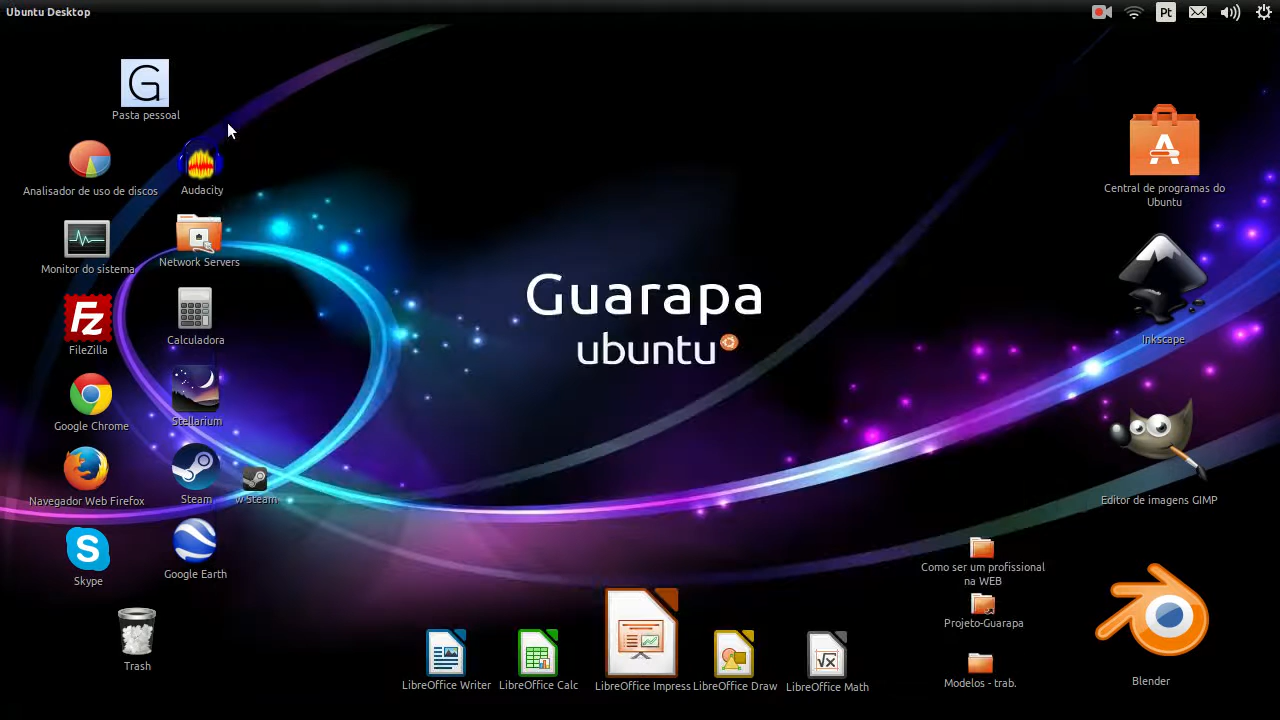 Ubuntu Desktop
Pt
G
Pasta pessoal
Analisador de uso de discos
Audacity
Monitor do sistema
Network Servers
Fz
FileZilla
Calculadora
Google Chrome
Stellarium
Navegador Web Firefox
Steam
w Steam
S
Skype
Google Earth
Trash
Guarapa
ubuntu
A
Central de programas do
Ubuntu
Inkscape
Editor de imagens GIMP
Como ser um profissional
na WEB
Projeto-Guarapa
Modelos - trab.
Blender
LibreOffice Writer
LibreOffice Calc
LibreOffice Impress
LibreOffice Draw
√x
LibreOffice Math